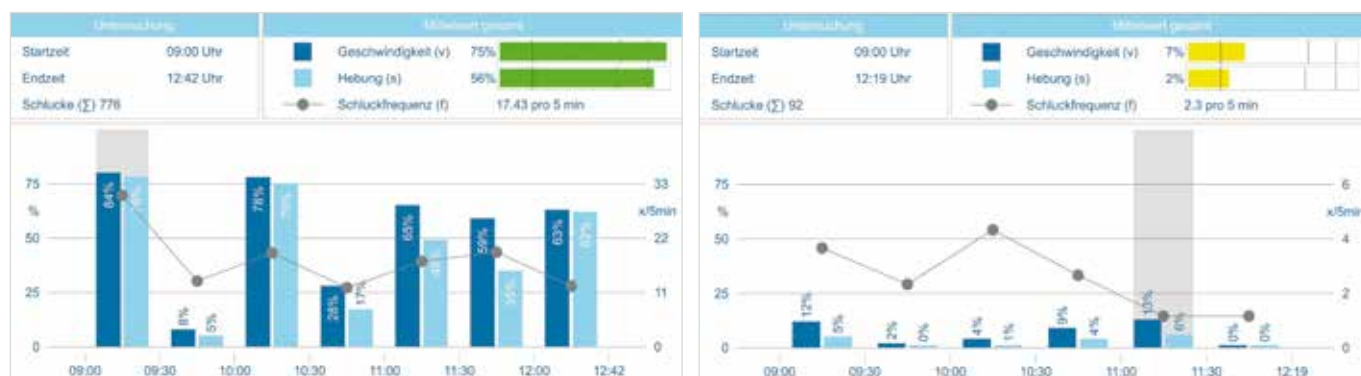 Untersuchung
Mittelwert gesamt
Startzeit 09:00 Uhr
Geschwindigkeit (v) 75%
Endzeit 12:42 Uhr
Hebung (s) 56%
Schlucke (∑) 776
Schluckfrequenz (f) 17.43 pro 5 min
75
%
50
25
0
33
x/5min
22
11
0
84%
8%
5%
78%
28%
17%
65%
59%
35%
63%
62%
09:00 09:30 10:00 10:30 11:00 11:30 12:00 12:42
Untersuchung
Mittelwert gesamt
Startzeit 09:00 Uhr
Geschwindigkeit (v) 7%
Endzeit 12:19 Uhr
Hebung (s) 2%
Schlucke (∑) 92
Schluckfrequenz (f) 2.3 pro 5 min
75
%
50
25
0
6
x/5min
4
2
0
12%
5%
2%
0%
4%
1%
9%
4%
13%
6%
0%
0%
09:00 09:30 10:00 10:30 11:00 11:30 12:19